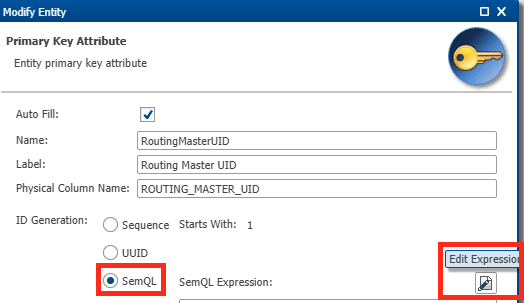 Modify Entity
Primary Key Attribute
Entity primary key attribute
Auto Fill:
Name: RoutingMasterUID
Label: Routing Master UID
Physical Column Name: ROUTING_MASTER_UID
ID Generation: Sequence Starts With: 1
UUID
Edit Expression
SemQL SemQL Expression: